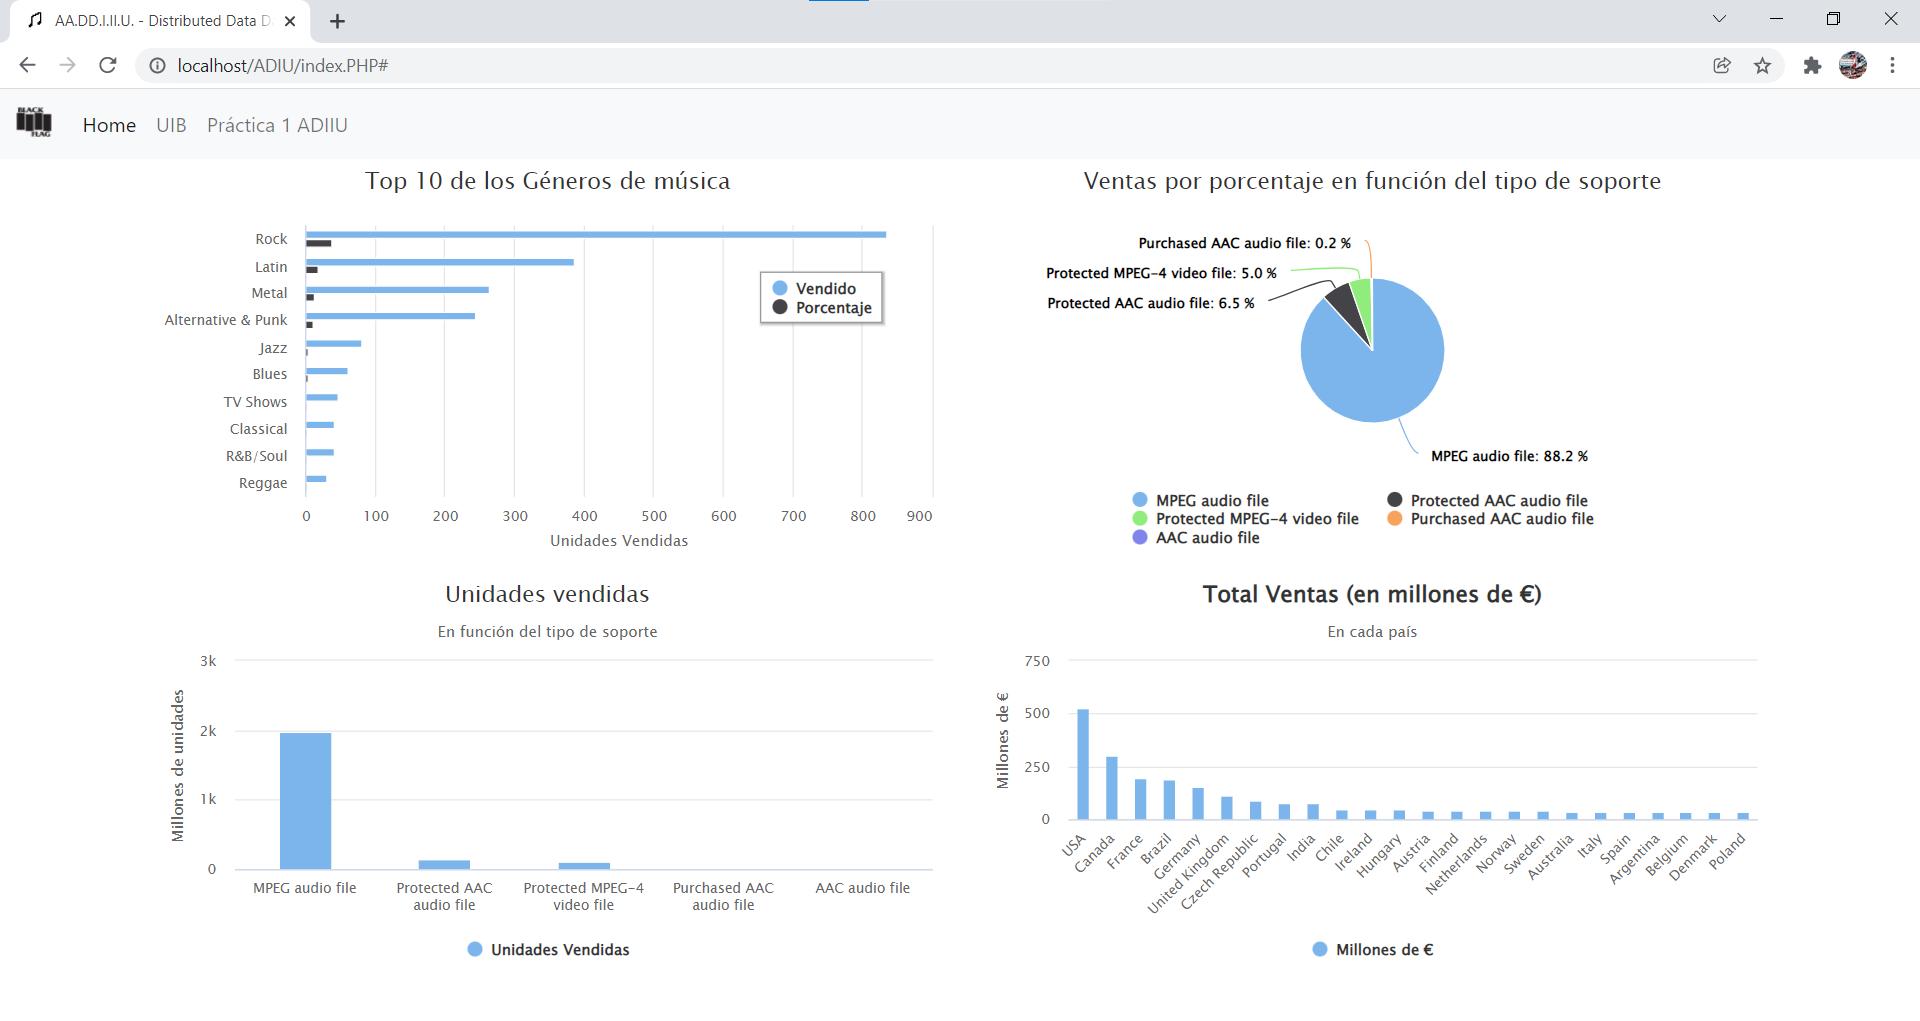 AA.DD.I.II.U. - Distributed Data D
localhost/ADIU/index.PHP#
BLACK
FLAG
Home UIB Práctica 1 ADIIU
Top 10 de los Géneros de música
Rock
Latin
Metal
Alternative & Punk
Jazz
Blues
TV Shows
Classical
R&B/Soul
Reggae
Vendido
Porcentaje
0 100 200 300 400 500 600 700 800 900
Unidades Vendidas
Ventas por porcentaje en función del tipo de soporte
Purchased AAC audio file: 0.2 %
Protected MPEG-4 video file: 5.0 %
Protected AAC audio file: 6.5 %
MPEG audio file: 88.2 %
MPEG audio file Protected AAC audio file
Protected MPEG-4 video file Purchased AAC audio file
AAC audio file
Unidades vendidas
En función del tipo de soporte
Millones de unidades
3k
2k
1k
0
MPEG audio file
Protected AAC
audio file
Protected MPEG-4
video file
Purchased AAC
audio file
AAC audio file
Unidades Vendidas
Total Ventas (en millones de €)
En cada país
Millones de €
750
500
250
0
USA
Canada
France
Brazil
Germany
United Kingdom
Czech Republic
Portugal
India
Chile
Ireland
Hungary
Austria
Finland
Netherlands
Norway
Sweden
Australia
Italy
Spain
Argentina
Belgium
Denmark
Poland
Millones de €